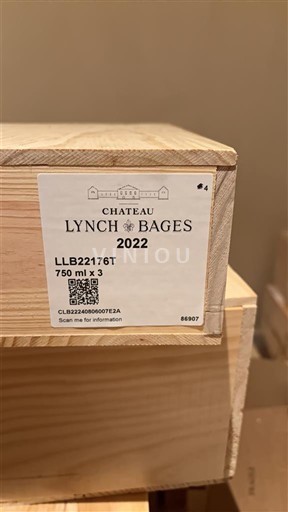 4
CHATEAU
LYNCH BAGES
2022
VINIOU
LLB22176T
750 ml x 3
CLB22240806007E2A
Scan me for information
86907